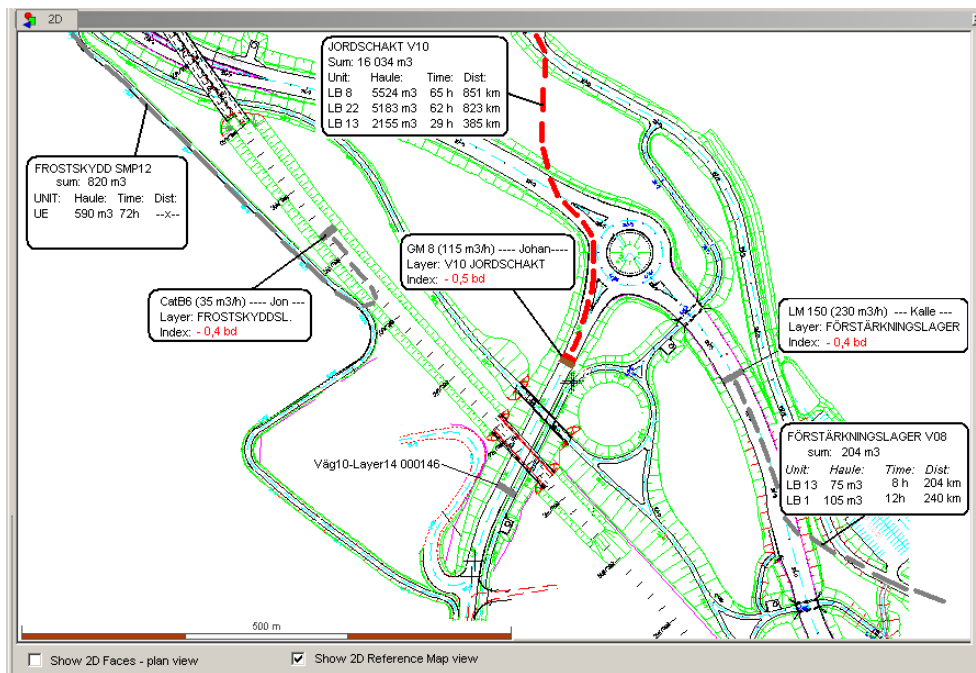 2D
JORDSCHAKT V10
Sum: 16 034 m3
Unit: Haule: Time: Dist:
LB 8 5524 m3 65 h 851 km
LB 22 5183 m3 62 h 823 km
LB 13 2155 m3 29 h 385 km
FROSTSKYDD SMP12
sum: 820 m3
UNIT: Haule: Time: Dist:
UE 590 m3 72h --x--
GM 8 (115 m3/h) ---- Johan----
Layer: V10 JORDSCHAKT
Index: - 0,5 bd
CatB6 (35 m3/h) ---- Jon ---
Layer: FROSTSKYDDSL.
Index: - 0,4 bd
LM 150 (230 m3/h) --- Kalle ---
Layer: FÖRSTÄRKNINGSLAGER
Index: - 0,4 bd
FÖRSTÄRKNINGSLAGER V08
sum: 204 m3
Unit: Haule: Time: Dist:
LB 13 75 m3 8 h 204 km
LB 1 105 m3 12h 240 km
Väg10-Layer14 000146
500 m
Show 2D Faces - plan view
Show 2D Reference Map view